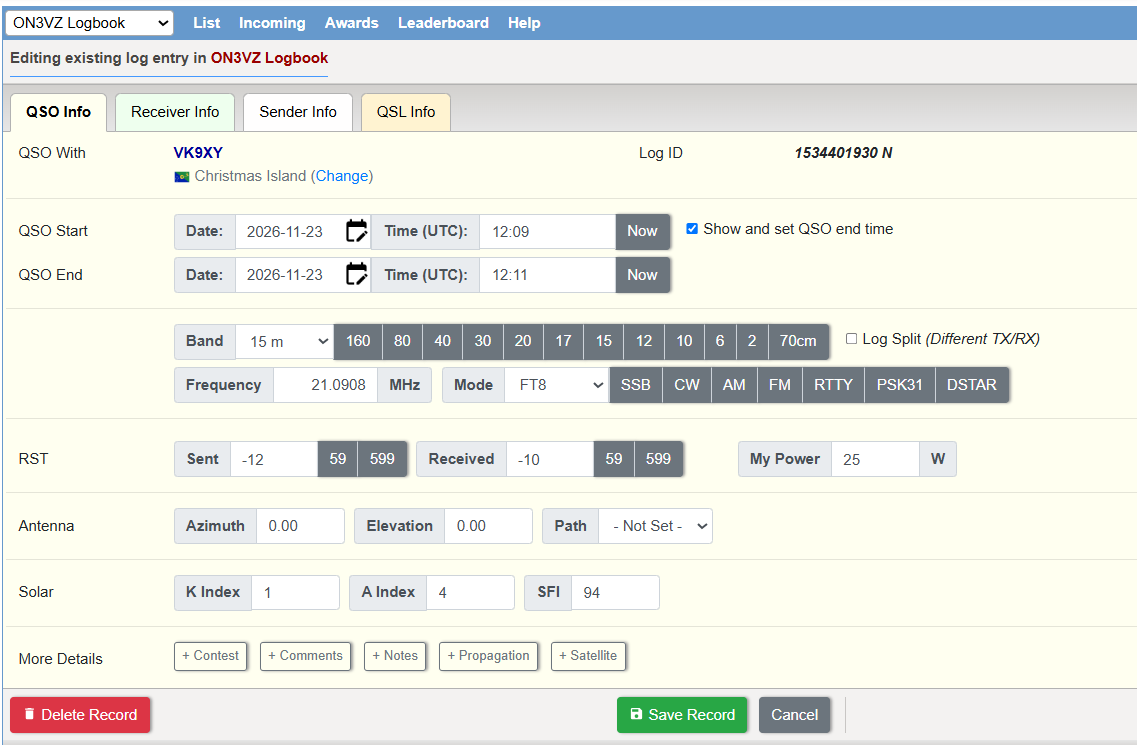 ON3VZ Logbook List Incoming Awards Leaderboard Help
Editing existing log entry in ON3VZ Logbook
QSO Info Receiver Info Sender Info QSL Info
QSO With VK9XY Log ID 1534401930 N
Christmas Island (Change)
QSO Start Date: 2026-11-23 Time (UTC): 12:09 Now Show and set QSO end time
QSO End Date: 2026-11-23 Time (UTC): 12:11 Now
Band 15 m 160 80 40 30 20 17 15 12 10 6 2 70cm Log Split (Different TX/RX)
Frequency 21.0908 MHz Mode FT8 SSB CW AM FM RTTY PSK31 DSTAR
RST Sent -12 59 599 Received -10 59 599 My Power 25 W
Antenna Azimuth 0.00 Elevation 0.00 Path - Not Set -
Solar K Index 1 A Index 4 SFI 94
More Details + Contest + Comments + Notes + Propagation + Satellite
Delete Record Save Record Cancel